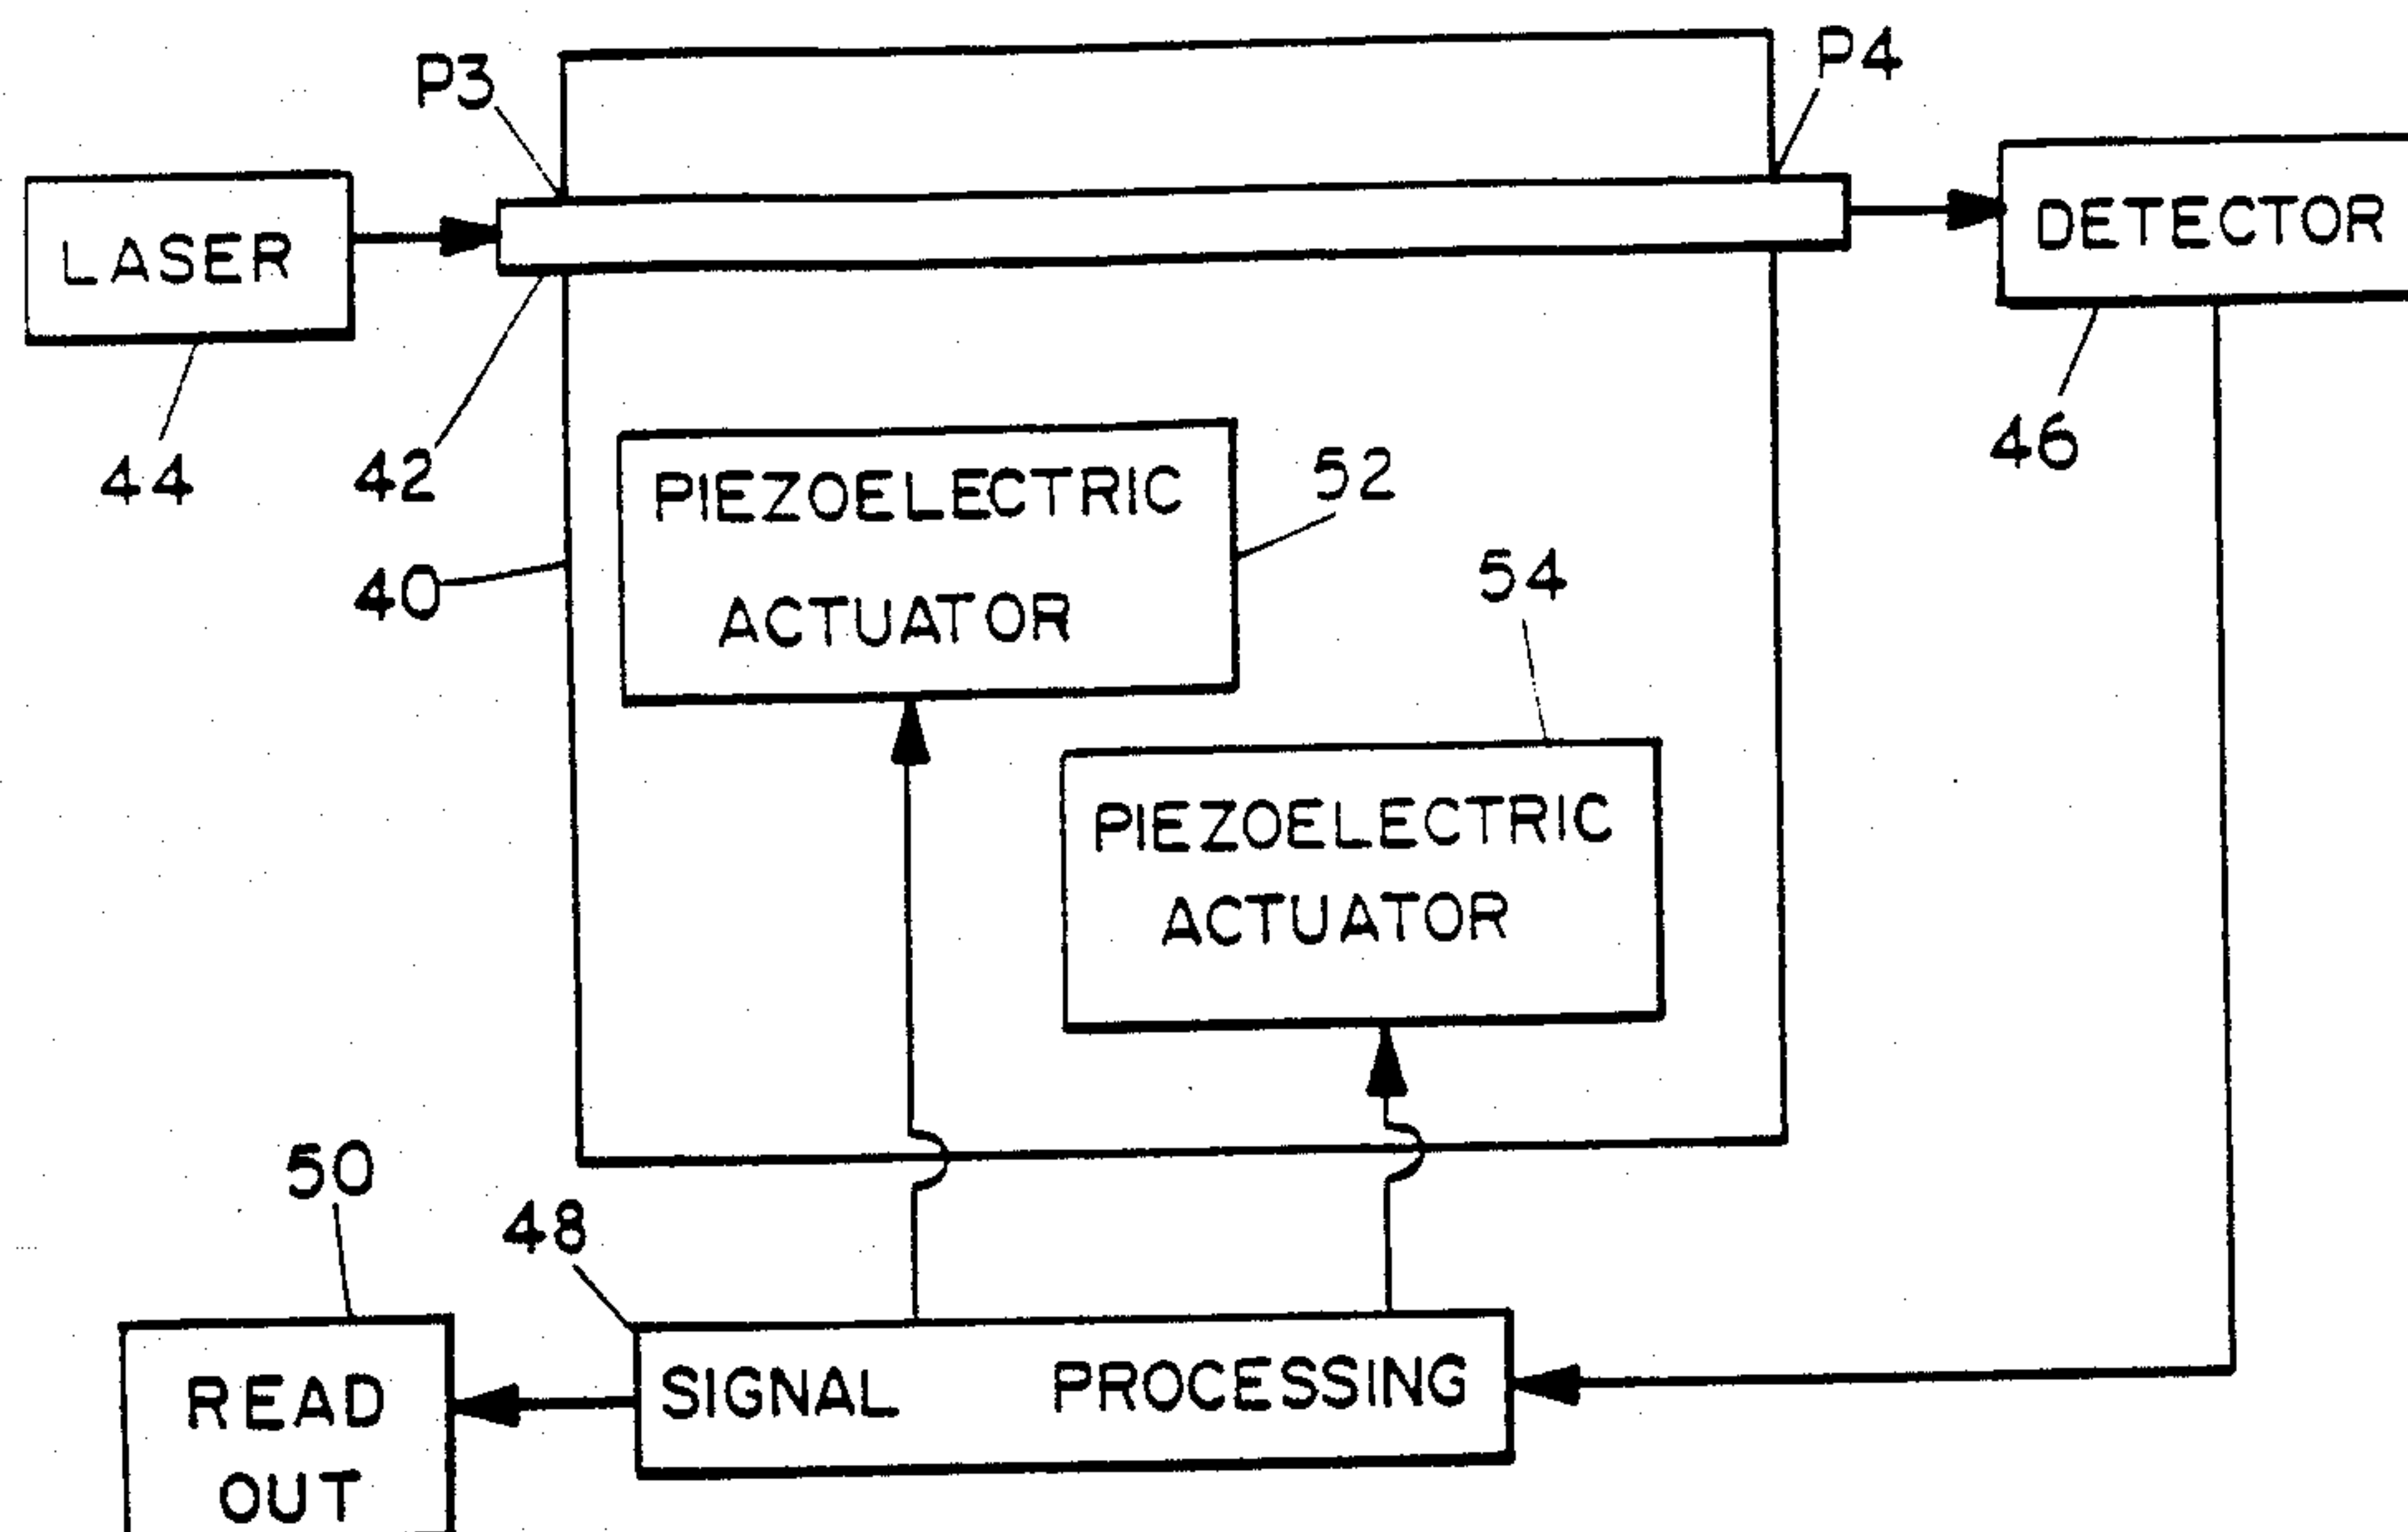 P3
P4
LASER
DETECTOR
44
42
46
PIEZOELECTRIC
ACTUATOR
52
40
54
PIEZOELECTRIC
ACTUATOR
50
48
SIGNAL PROCESSING
READ
OUT